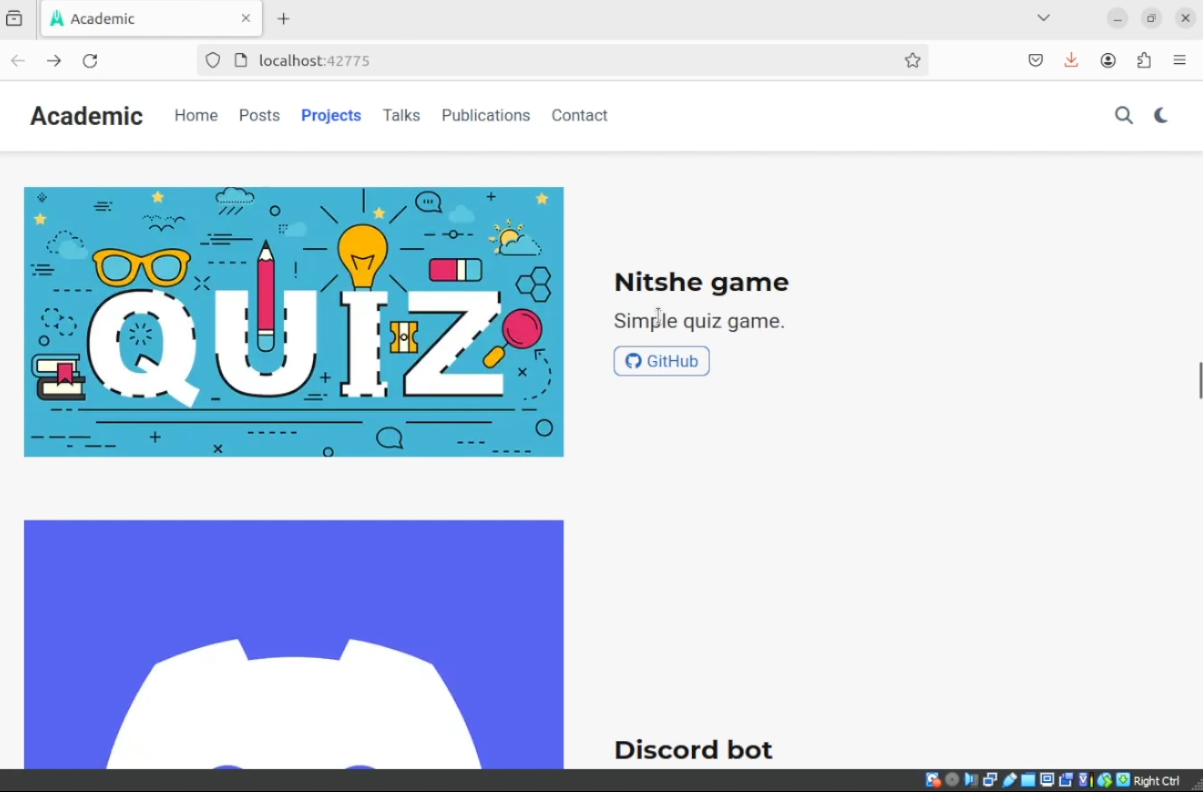 Academic
localhost:42775
Academic Home Posts Projects Talks Publications Contact
QUIZ
Nitshe game
Simple quiz game.
GitHub
Discord bot
Right Ctrl